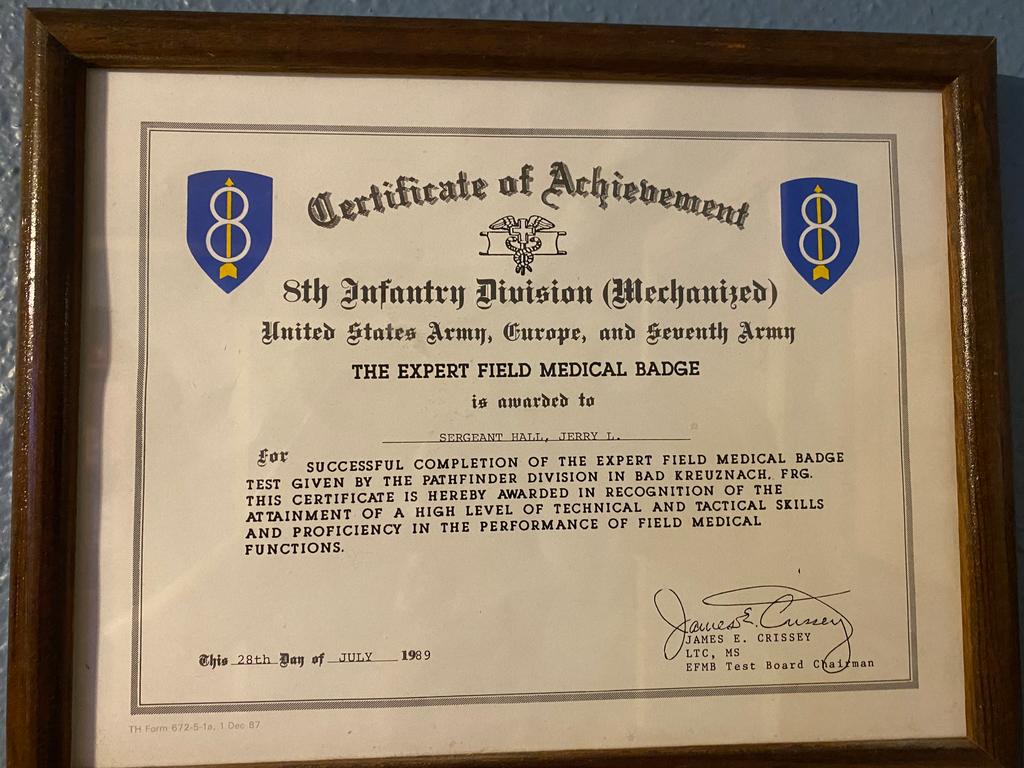 Certificate of Achievement
8th Infantry Division (Mechanized)
United States Army, Europe, and Seventh Army
THE EXPERT FIELD MEDICAL BADGE
is awarded to
SERGEANT HALL, JERRY L.
For SUCCESSFUL COMPLETION OF THE EXPERT FIELD MEDICAL BADGE
TEST GIVEN BY THE PATHFINDER DIVISION IN BAD KREUZNACH, FRG.
THIS CERTIFICATE IS HEREBY AWARDED IN RECOGNITION OF THE
ATTAINMENT OF A HIGH LEVEL OF TECHNICAL AND TACTICAL SKILLS
AND PROFICIENCY IN THE PERFORMANCE OF FIELD MEDICAL
FUNCTIONS.
James E. Crissey
JAMES E. CRISSEY
LTC, MS
EFMB Test Board Chairman
This 28th Day of JULY 1989
TH Form 672-5-1a, 1 Dec 87